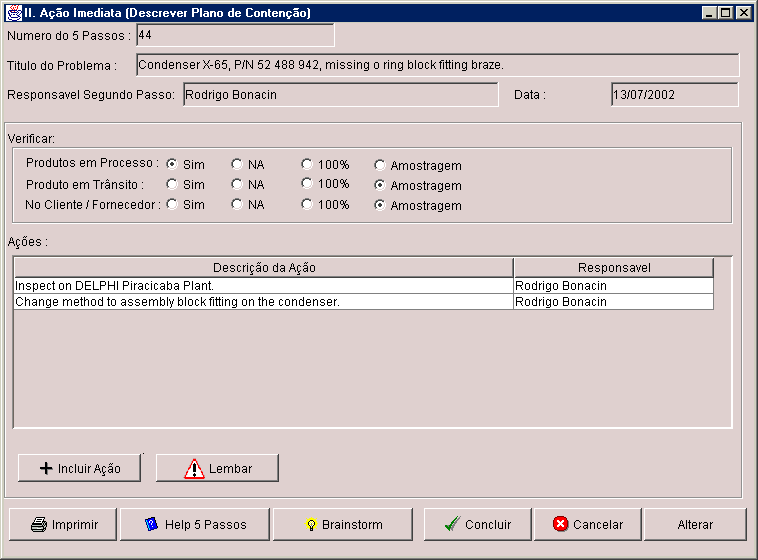 II. Ação Imediata (Descrever Plano de Contenção)
Numero do 5 Passos : 44
Titulo do Problema : Condenser X-65, P/N 52 488 942, missing o ring block fitting braze.
Responsavel Segundo Passo: Rodrigo Bonacin Data : 13/07/2002
Verificar:
Produtos em Processo : Sim NA 100% Amostragem
Produto em Trânsito : Sim NA 100% Amostragem
No Cliente / Fornecedor : Sim NA 100% Amostragem
Ações :
Descrição da Ação Responsavel
Inspect on DELPHI Piracicaba Plant. Rodrigo Bonacin
Change method to assembly block fitting on the condenser. Rodrigo Bonacin
Incluir Ação Lembar
Imprimir Help 5 Passos Brainstorm Concluir Cancelar Alterar